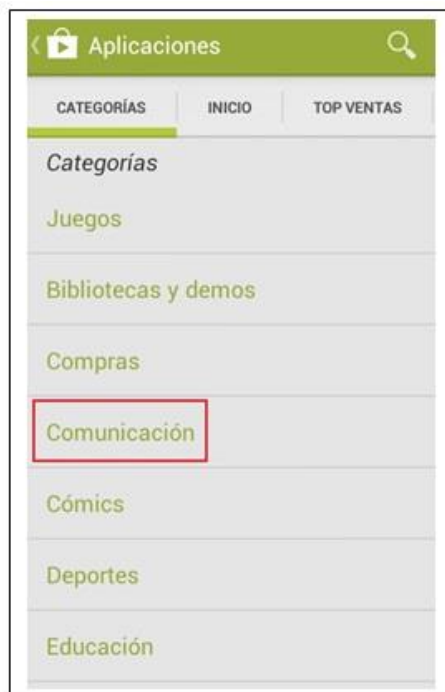 Aplicaciones
CATEGORÍAS INICIO TOP VENTAS
Categorías
Juegos
Bibliotecas y demos
Compras
Comunicación
Cómics
Deportes
Educación